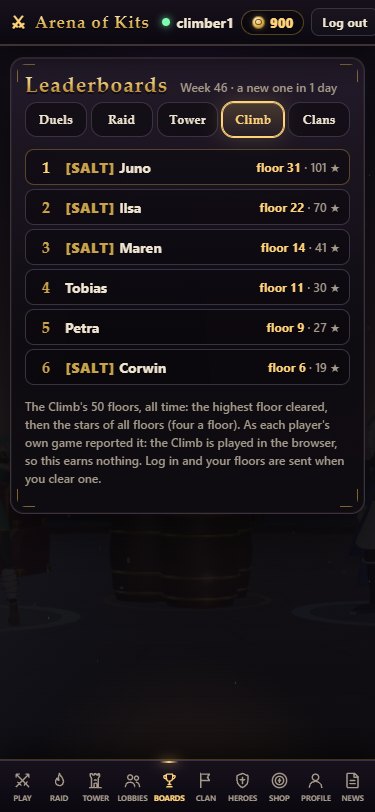 Arena of Kits climber1 900 Log out
Leaderboards Week 46 · a new one in 1 day
Duels Raid Tower Climb Clans
1 [SALT] Juno floor 31 · 101 ★
2 [SALT] Ilsa floor 22 · 70 ★
3 [SALT] Maren floor 14 · 41 ★
4 Tobias floor 11 · 30 ★
5 Petra floor 9 · 27 ★
6 [SALT] Corwin floor 6 · 19 ★
The Climb's 50 floors, all time: the highest floor cleared,
then the stars of all floors (four a floor). As each player's
own game reported it: the Climb is played in the browser,
so this earns nothing. Log in and your floors are sent when
you clear one.
PLAY RAID TOWER LOBBIES BOARDS CLAN HEROES SHOP PROFILE NEWS